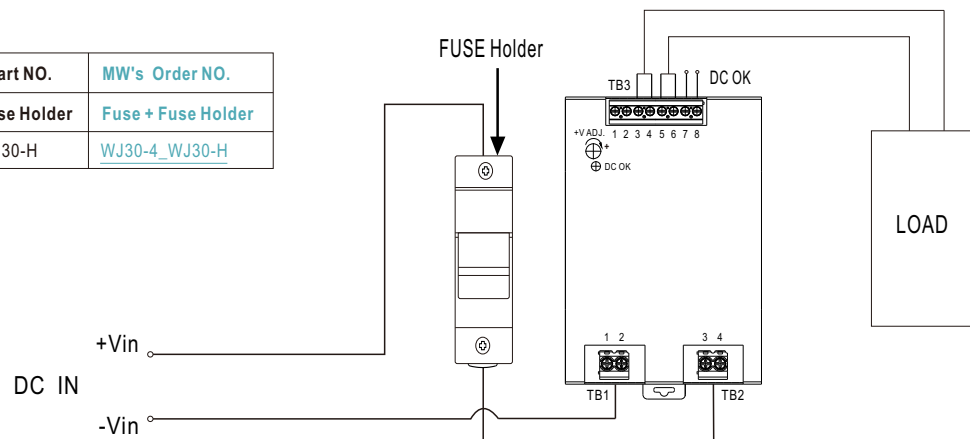 FUSE Holder
art NO. MW's Order NO.
se Holder Fuse + Fuse Holder
30-H WJ30-4_WJ30-H
TB3 DC OK
1 2 3 4 5 6 7 8
+V ADJ.
+
DC OK
LOAD
+Vin
DC IN
-Vin
1 2
3 4
TB1
TB2